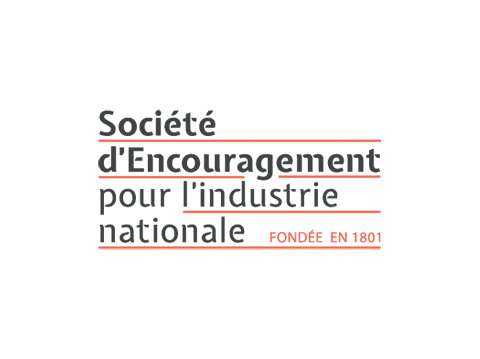 Société
d'Encouragement
pour l'industrie
nationale FONDÉE EN 1801